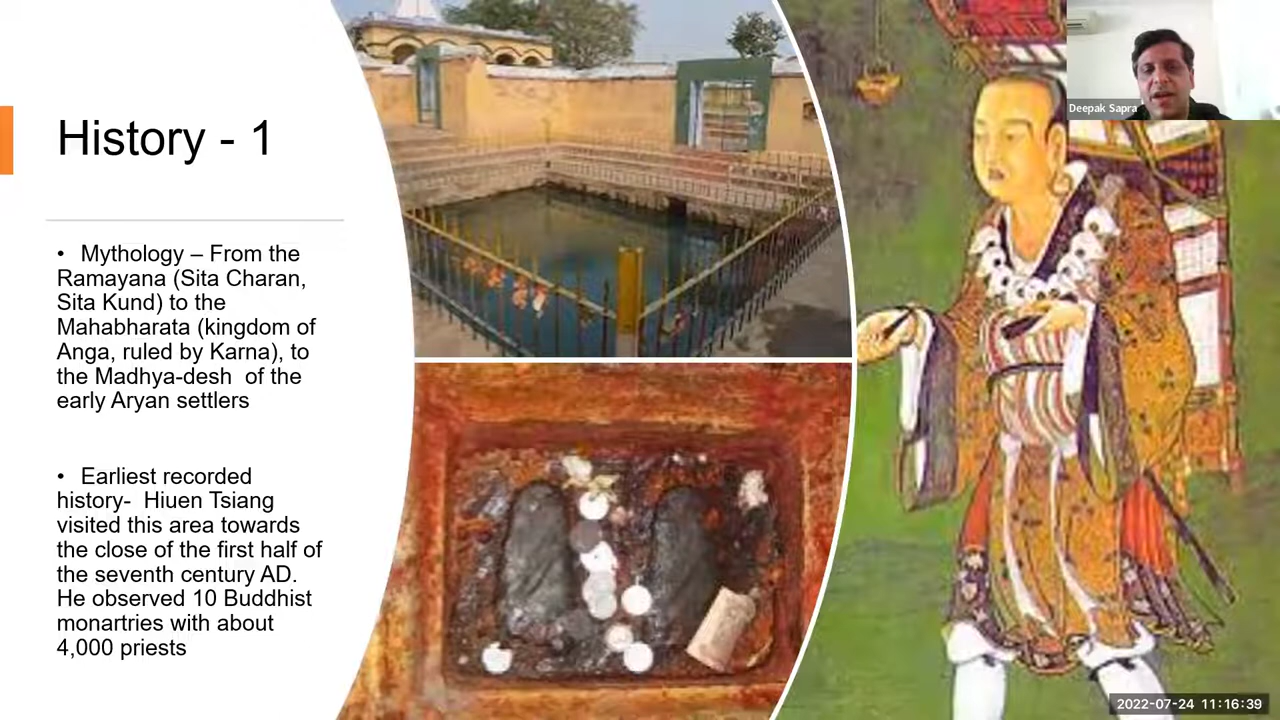 History - 1
• Mythology – From the
Ramayana (Sita Charan,
Sita Kund) to the
Mahabharata (kingdom of
Anga, ruled by Karna), to
the Madhya-desh of the
early Aryan settlers
• Earliest recorded
history- Hiuen Tsiang
visited this area towards
the close of the first half of
the seventh century AD.
He observed 10 Buddhist
monartries with about
4,000 priests
Deepak Sapra
2022-07-24 11:16:39